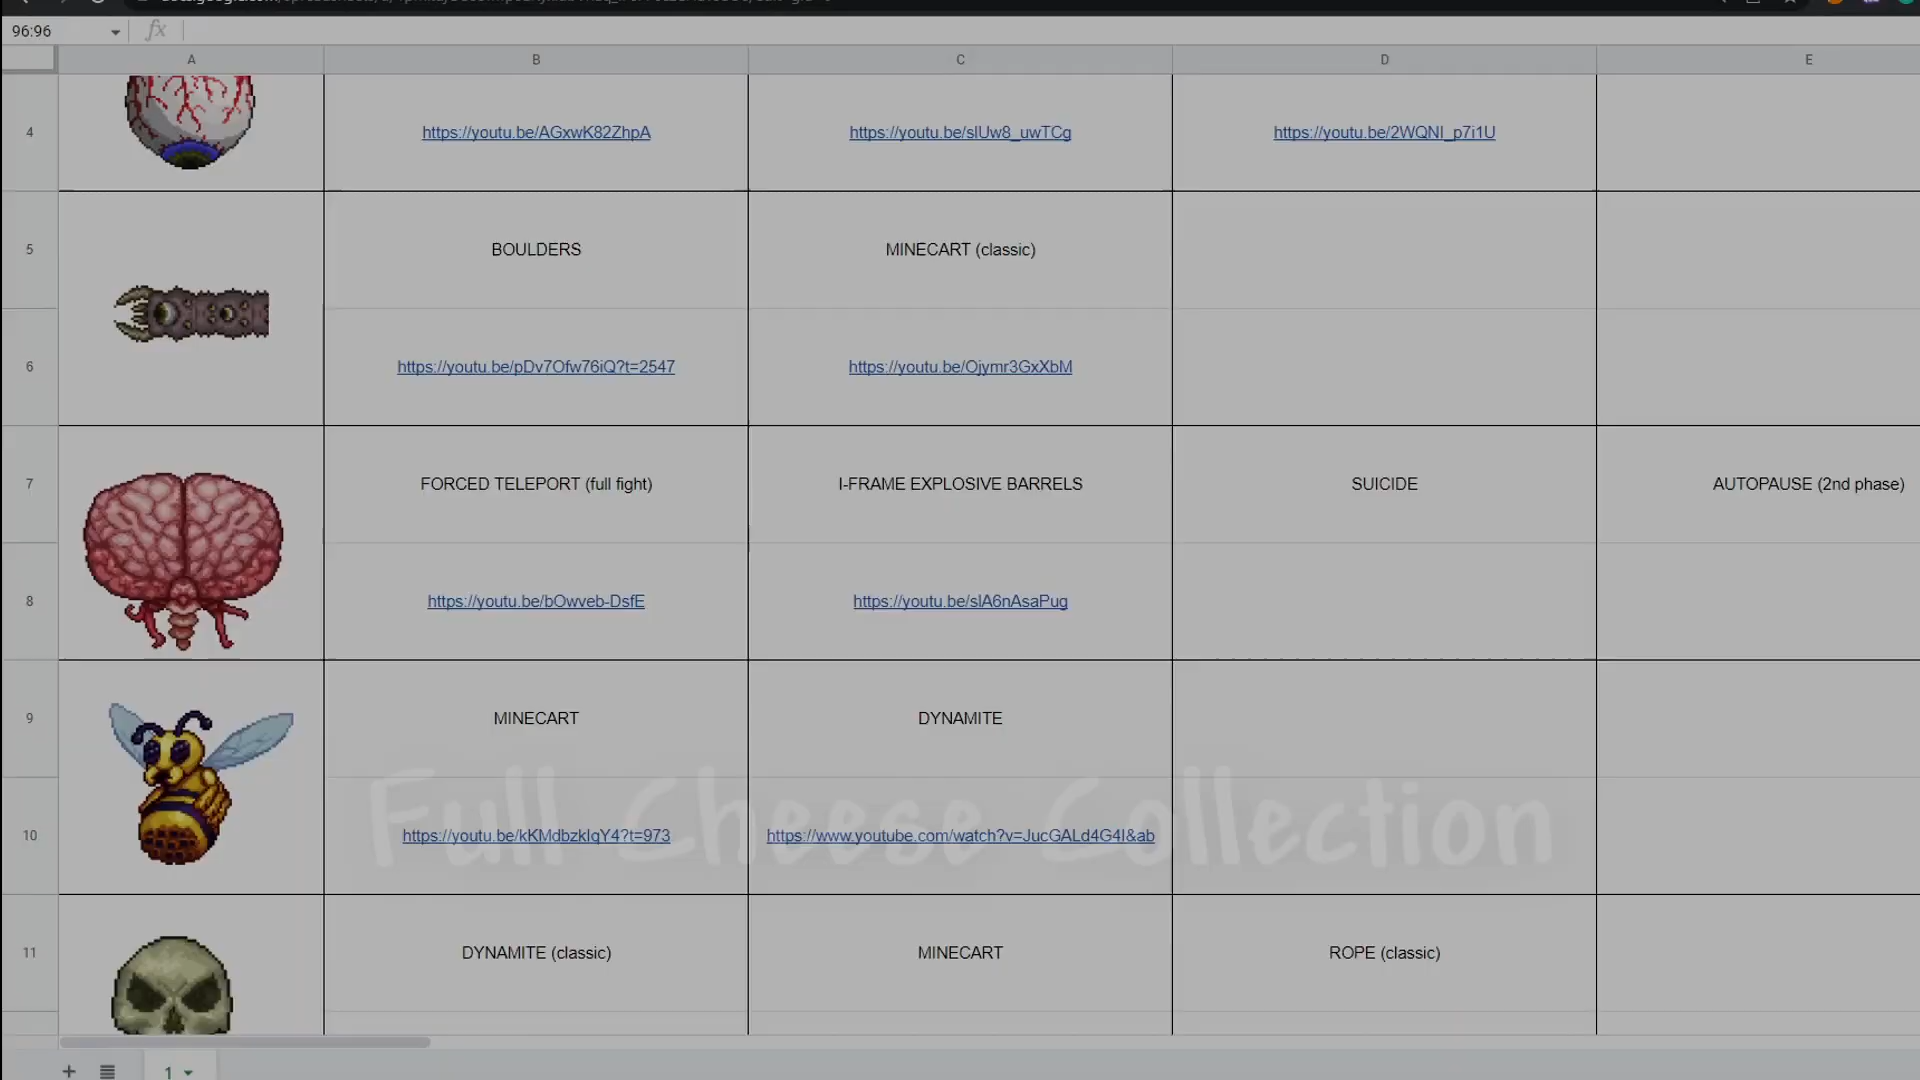 96:96
fx
A B C D E
4 https://youtu.be/AGxwK82ZhpA https://youtu.be/slUw8_uwTCg https://youtu.be/2WQNI_p7i1U
5 BOULDERS MINECART (classic)
6 https://youtu.be/pDv7Ofw76iQ?t=2547 https://youtu.be/Ojymr3GxXbM
7 FORCED TELEPORT (full fight) I-FRAME EXPLOSIVE BARRELS SUICIDE AUTOPAUSE (2nd phase)
8 https://youtu.be/bOwveb-DsfE https://youtu.be/slA6nAsaPug
9 MINECART DYNAMITE
Full Cheese Collection
10 https://youtu.be/kKMdbzkIqY4?t=973 https://www.youtube.com/watch?v=JucGALd4G4I&ab
11 DYNAMITE (classic) MINECART ROPE (classic)
1